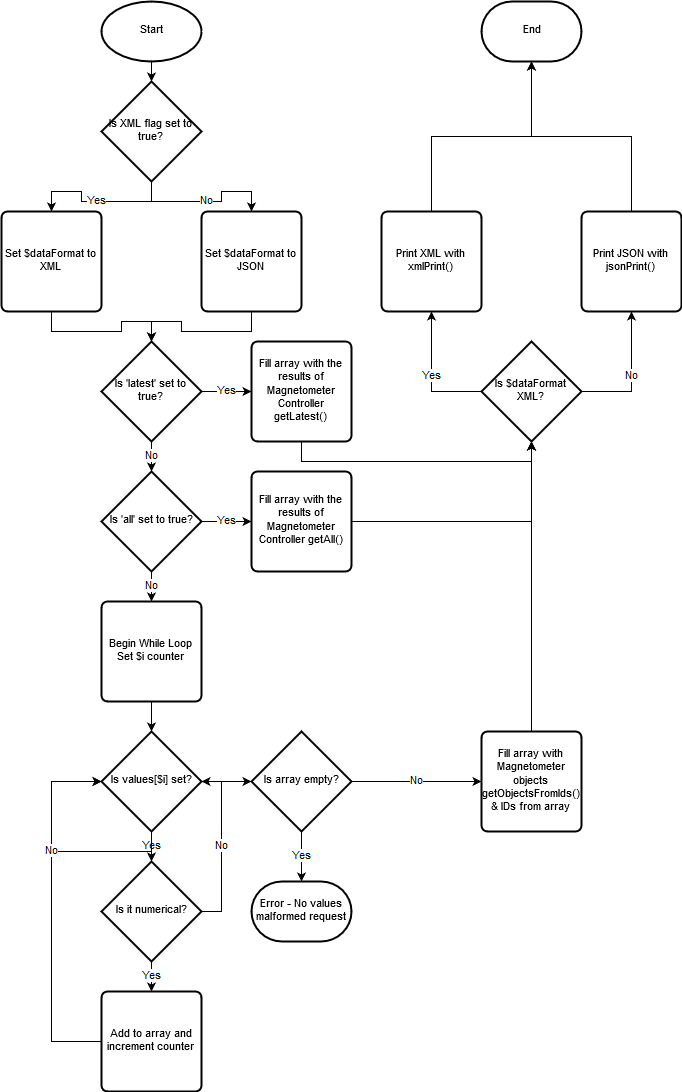 Start
End
Is XML flag set to
true?
Yes
No
Set $dataFormat to
XML
Set $dataFormat to
JSON
Print XML with
xmlPrint()
Print JSON with
jsonPrint()
Is 'latest' set to
true?
Yes
Fill array with the
results of
Magnetometer
Controller
getLatest()
Yes
Is $dataFormat
XML?
No
No
Is 'all' set to true?
Yes
Fill array with the
results of
Magnetometer
Controller getAll()
No
Begin While Loop
Set $i counter
Is values[$i] set?
Is array empty?
No
Fill array with
Magnetometer
objects
getObjectsFromIds()
& IDs from array
No
Yes
No
Yes
Is it numerical?
Error - No values
malformed request
Yes
Add to array and
increment counter